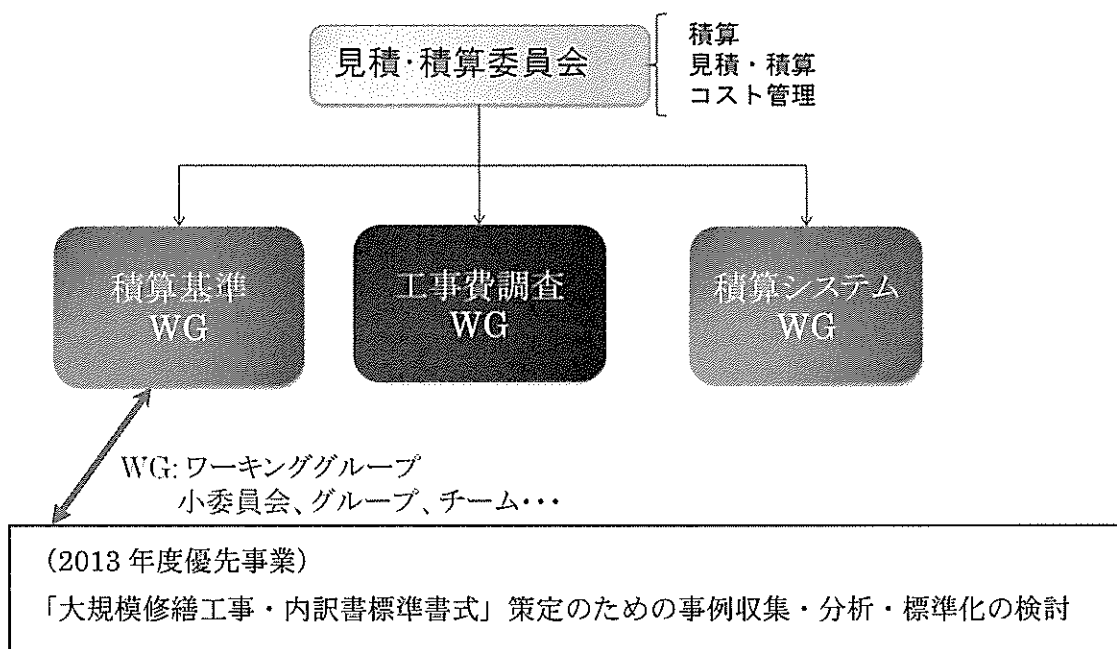 見積・積算委員会
積算
見積・積算
コスト管理
積算基準
WG
工事費調査
WG
積算システム
WG
WG: ワーキンググループ
小委員会、グループ、チーム・・・
(2013 年度優先事業)
「大規模修繕工事・内訳書標準書式」策定のための事例収集・分析・標準化の検討